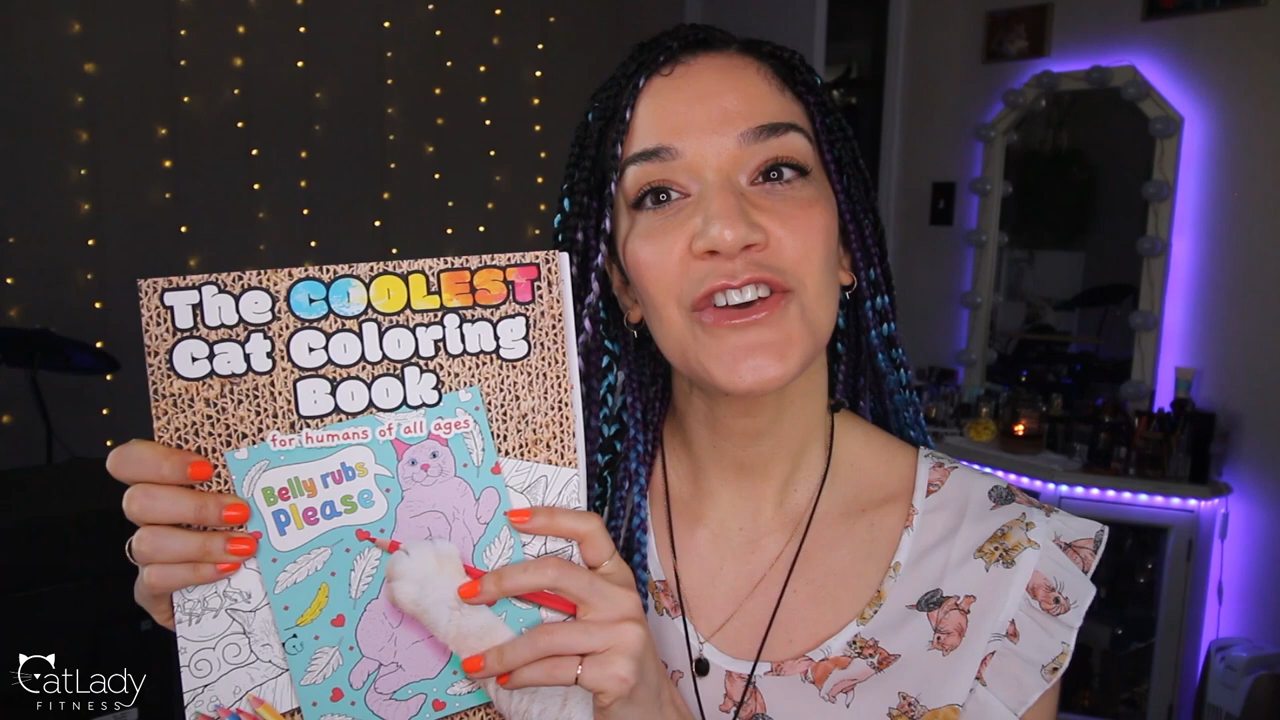 The COOLEST
Cat Coloring
Book
for humans of all ages
Belly rubs
Please
CatLady
FITNESS